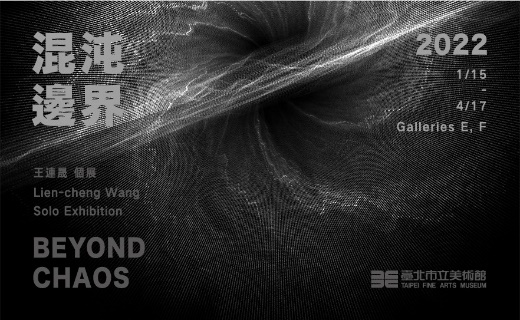 混沌
邊界
2022
1/15
-
4/17
Galleries E, F
王連晟 個展
Lien-cheng Wang
Solo Exhibition
BEYOND
CHAOS
臺北市立美術館
TAIPEI FINE ARTS MUSEUM